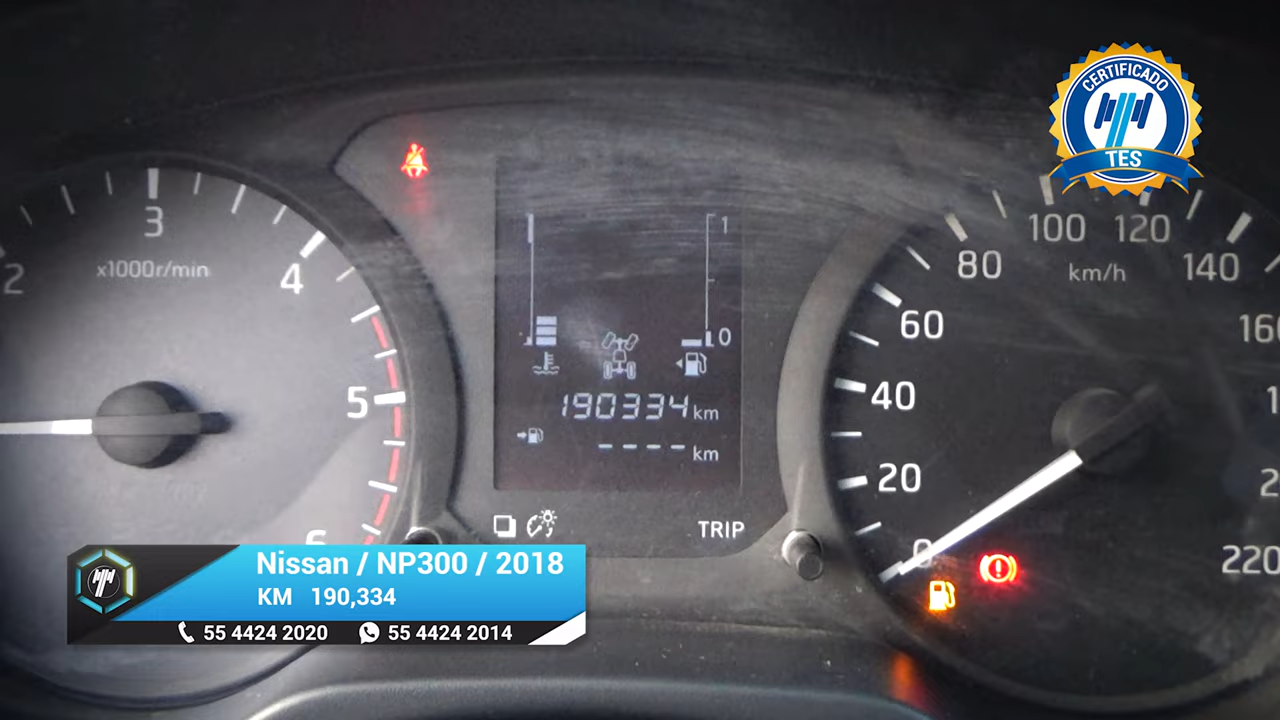 CERTIFICADO
TES
2
3
4
5
6
x1000r/min
1
0
190334 km
---- km
TRIP
0
20
40
60
80
100
120
140
160
220
km/h
Nissan / NP300 / 2018
KM 190,334
55 4424 2020
55 4424 2014